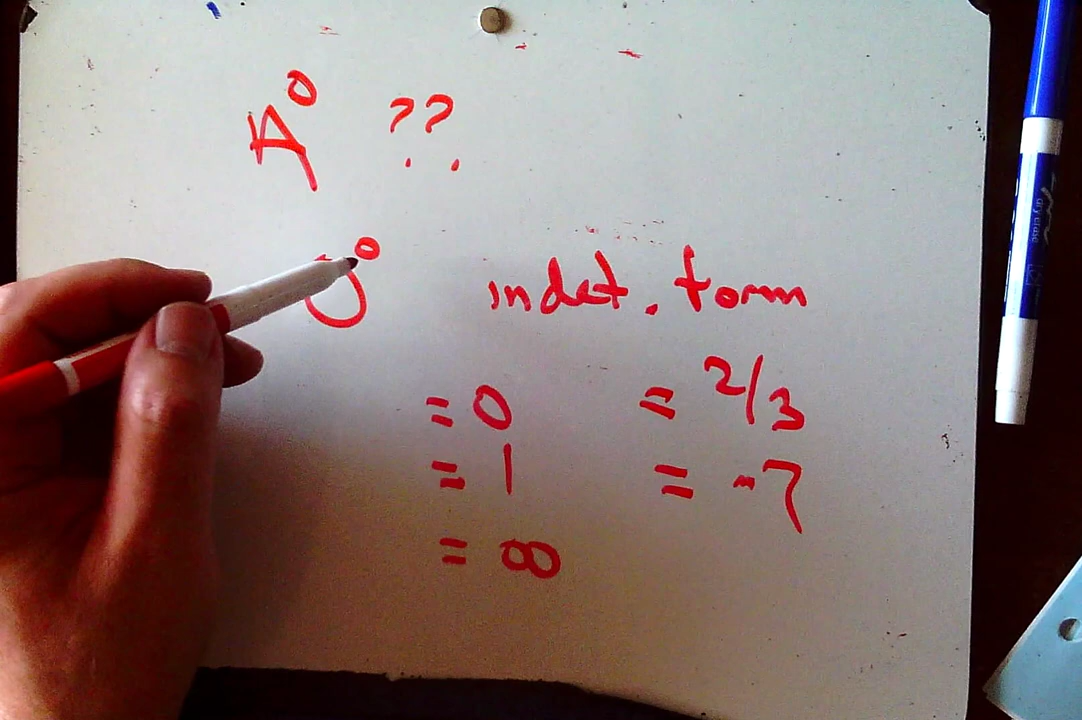 A⁰ ??
0⁰ indet. form
= 0 = 2/3
= 1 = -7
= ∞